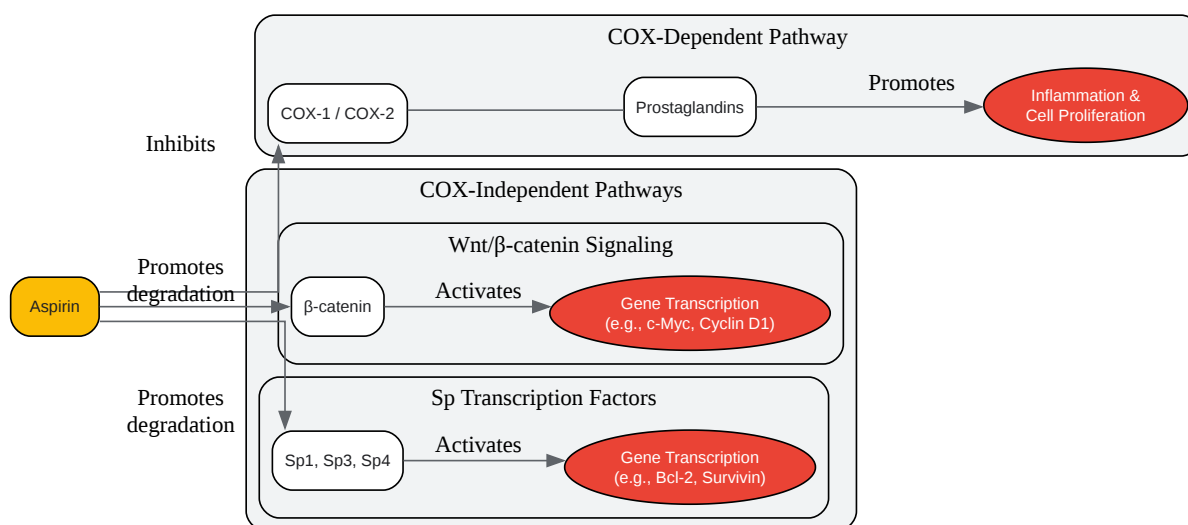 COX-Dependent Pathway
COX-1 / COX-2
Prostaglandins
Promotes
Inflammation &
Cell Proliferation
Inhibits
COX-Independent Pathways
Wnt/β-catenin Signaling
Aspirin
Promotes
degradation
β-catenin
Activates
Gene Transcription
(e.g., c-Myc, Cyclin D1)
Sp Transcription Factors
Promotes
degradation
Sp1, Sp3, Sp4
Activates
Gene Transcription
(e.g., Bcl-2, Survivin)